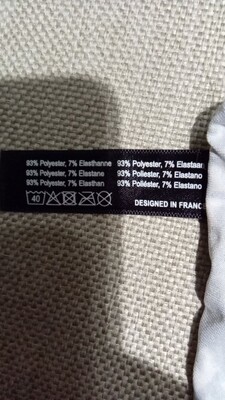 93% Polyester, 7% Elasthanne 93% Polyester, 7% Elastaan
93% Polyester, 7% Elastane 93% Poliester, 7% Elastano
93% Polyester, 7% Elasthan 93% Poliéster, 7% Elastano
40 DESIGNED IN FRANC